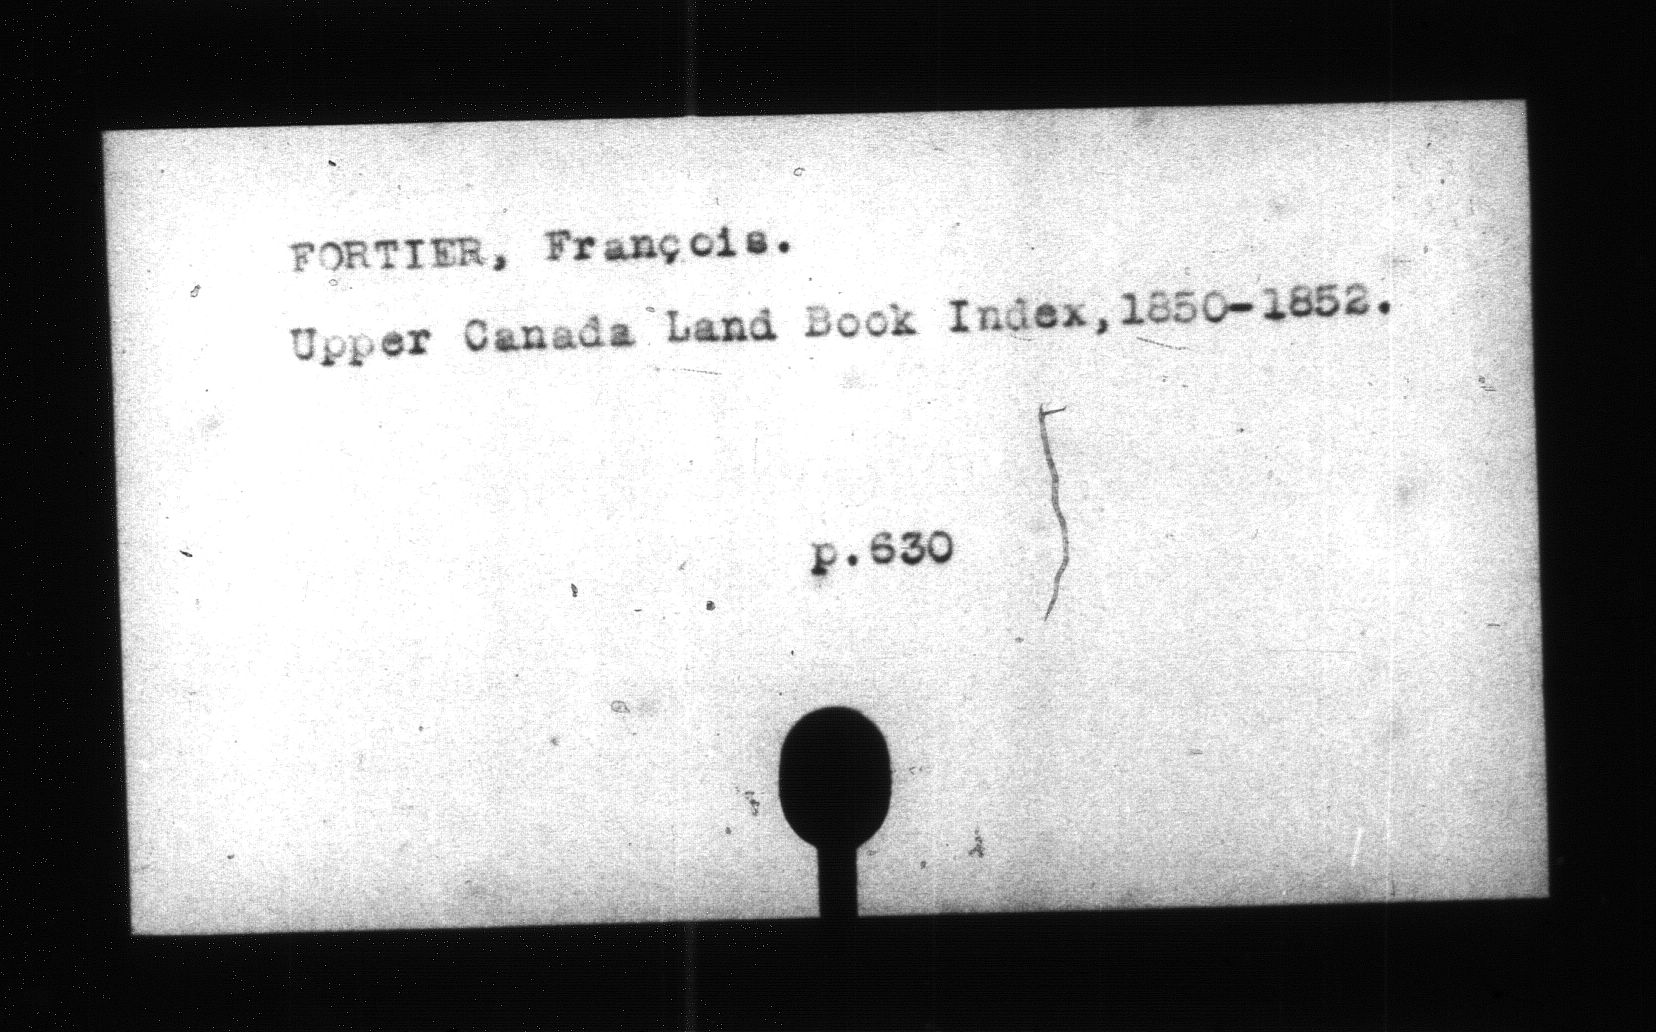 FORTIER, François.
Upper Canada Land Book Index,1850-1852.
p.630